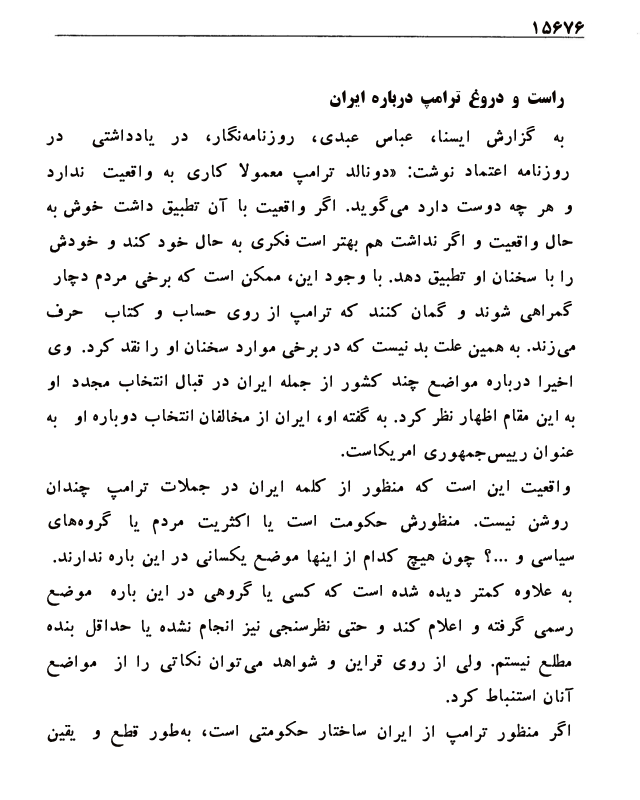 ۱۵۶۷۶
راست و دروغ ترامپ درباره ایران
به گزارش ایسنا، عباس عبدی، روزنامه‌نگار، در یادداشتی در
روزنامه اعتماد نوشت: «دونالد ترامپ معمولا کاری به واقعیت ندارد
و هر چه دوست دارد می‌گوید. اگر واقعیت با آن تطبیق داشت خوش به
حال واقعیت و اگر نداشت هم بهتر است فکری به حال خود کند و خودش
را با سخنان او تطبیق دهد. با وجود این، ممکن است که برخی مردم دچار
گمراهی شوند و گمان کنند که ترامپ از روی حساب و کتاب حرف
می‌زند. به همین علت بد نیست که در برخی موارد سخنان او را نقد کرد. وی
اخیرا درباره مواضع چند کشور از جمله ایران در قبال انتخاب مجدد او
به این مقام اظهار نظر کرد. به گفته او، ایران از مخالفان انتخاب دوباره او به
عنوان رییس‌جمهوری امریکاست.
واقعیت این است که منظور از کلمه ایران در جملات ترامپ چندان
روشن نیست. منظورش حکومت است یا اکثریت مردم یا گروه‌های
سیاسی و ...؟ چون هیچ کدام از اینها موضع یکسانی در این باره ندارند.
به علاوه کمتر دیده شده است که کسی یا گروهی در این باره موضع
رسمی گرفته و اعلام کند و حتی نظرسنجی نیز انجام نشده یا حداقل بنده
مطلع نیستم. ولی از روی قراین و شواهد می‌توان نکاتی را از مواضع
آنان استنباط کرد.
اگر منظور ترامپ از ایران ساختار حکومتی است، به‌طور قطع و یقین